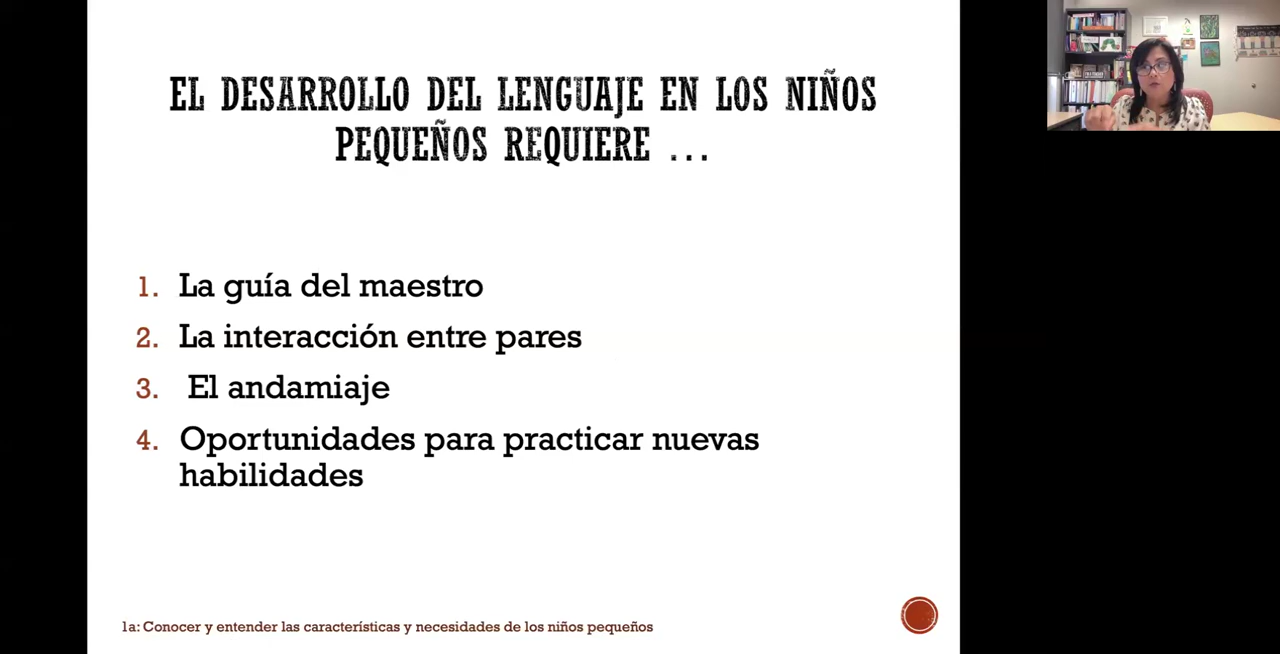 EL DESARROLLO DEL LENGUAJE EN LOS NIÑOS
PEQUEÑOS REQUIERE ...
1. La guía del maestro
2. La interacción entre pares
3. El andamiaje
4. Oportunidades para practicar nuevas
habilidades
1a: Conocer y entender las características y necesidades de los niños pequeños